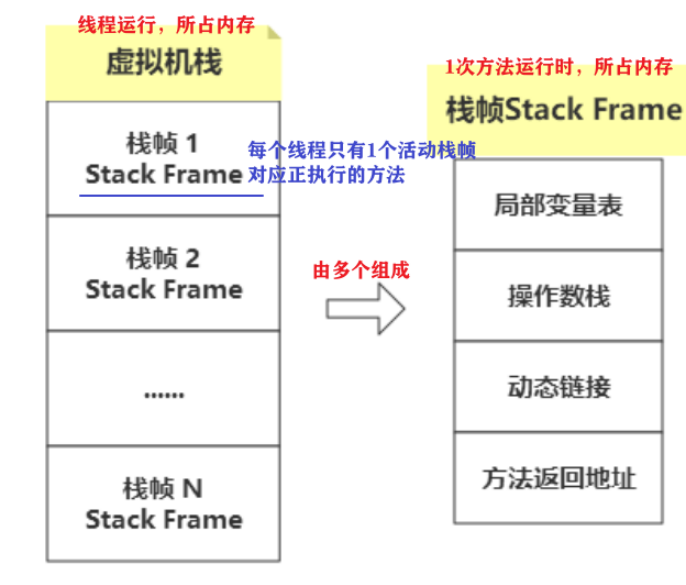 线程运行，所占内存
虚拟机栈
栈帧 1
Stack Frame
每个线程只有1个活动栈帧
对应正执行的方法
栈帧 2
Stack Frame
......
栈帧 N
Stack Frame
由多个组成
1次方法运行时，所占内存
栈帧Stack Frame
局部变量表
操作数栈
动态链接
方法返回地址